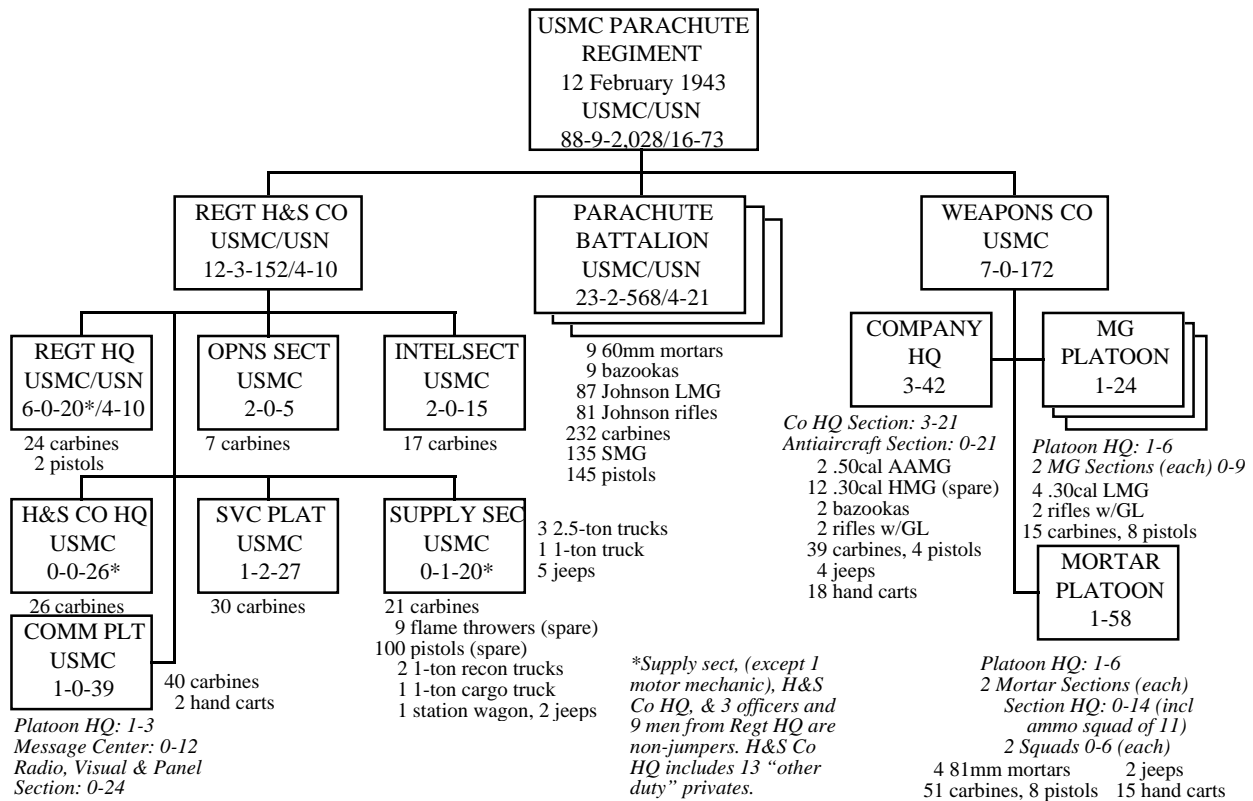 USMC PARACHUTE
REGIMENT
12 February 1943
USMC/USN
88-9-2,028/16-73
REGT H&S CO
USMC/USN
12-3-152/4-10
PARACHUTE
BATTALION
USMC/USN
23-2-568/4-21
WEAPONS CO
USMC
7-0-172
REGT HQ
USMC/USN
6-0-20*/4-10
24 carbines
2 pistols
OPNS SECT
USMC
2-0-5
7 carbines
INTELSECT
USMC
2-0-15
17 carbines
9 60mm mortars
9 bazookas
87 Johnson LMG
81 Johnson rifles
232 carbines
135 SMG
145 pistols
COMPANY
HQ
3-42
Co HQ Section: 3-21
Antiaircraft Section: 0-21
2 .50cal AAMG
12 .30cal HMG (spare)
2 bazookas
2 rifles w/GL
39 carbines, 4 pistols
4 jeeps
18 hand carts
MG
PLATOON
1-24
Platoon HQ: 1-6
2 MG Sections (each) 0-9
4 .30cal LMG
2 rifles w/GL
15 carbines, 8 pistols
H&S CO HQ
USMC
0-0-26*
26 carbines
SVC PLAT
USMC
1-2-27
30 carbines
SUPPLY SEC
USMC
0-1-20*
21 carbines
9 flame throwers (spare)
100 pistols (spare)
2 1-ton recon trucks
1 1-ton cargo truck
1 station wagon, 2 jeeps
3 2.5-ton trucks
1 1-ton truck
5 jeeps
COMM PLT
USMC
1-0-39
40 carbines
2 hand carts
Platoon HQ: 1-3
Message Center: 0-12
Radio, Visual & Panel
Section: 0-24
*Supply sect, (except 1
motor mechanic), H&S
Co HQ, & 3 officers and
9 men from Regt HQ are
non-jumpers. H&S Co
HQ includes 13 “other
duty” privates.
MORTAR
PLATOON
1-58
Platoon HQ: 1-6
2 Mortar Sections (each)
Section HQ: 0-14 (incl
ammo squad of 11)
2 Squads 0-6 (each)
4 81mm mortars 2 jeeps
51 carbines, 8 pistols 15 hand carts